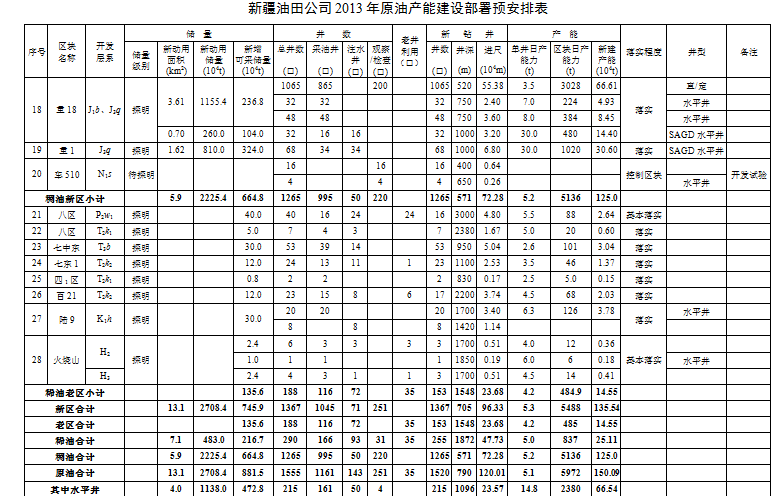 新疆油田公司 2013 年原油产能建设部署预安排表
序号 区块名称 开发层系 储量 井数 老井利用(口) 新钻井 产能 落实程度 井型 备注
储量级别 新动用面积(km2) 新动用储量(10⁴t) 新增可采储量(10⁴t) 总井数(口) 采油井(口) 注水井(口) 观察/检查(口) 井数(口) 井深(m) 进尺(10⁴m) 单井日产能力(t) 区块日产能力(t) 新建产能(10⁴t)
18 重 18 J₁b、J₃q 探明 3.61 1155.4 236.8 1065 865 200 1065 520 55.38 3.5 3028 66.61 落实 直/定
32 32 32 750 2.40 7.0 224 4.93 水平井
48 48 48 750 3.60 8.0 384 8.45 水平井
0.70 260.0 104.0 32 16 16 32 1000 3.20 30.0 480 14.40 SAGD 水平井
19 重 1 J₃q 探明 1.62 810.0 324.0 68 34 34 68 1000 6.80 30.0 1020 30.60 落实 SAGD 水平井
20 车 510 N₁s 待探明 16 16 16 400 0.64 控制区块 开发试验
4 4 4 650 0.26 水平井
稠油新区小计 5.9 2225.4 664.8 1265 995 50 220 1265 571 72.28 5.2 5136 125.0
21 八区 P₂w₁ 探明 40.0 40 16 24 24 16 3000 4.80 5.5 88 2.64 基本落实
22 八区 T₂k₁ 探明 5.0 7 4 3 7 2380 1.67 5.0 20 0.60 落实
23 七中东 T₂b 探明 30.0 53 39 14 53 950 5.04 2.6 101 3.04 落实
24 七东 1 T₂k₂ 探明 12.0 24 13 11 1 23 1100 2.53 3.5 46 1.37 落实
25 四 1 区 T₂k₁ 探明 0.8 2 2 2 830 0.17 2.5 5.0 0.15 落实
26 百 21 T₂k₂ 探明 12.0 23 15 8 6 17 2200 3.74 4.5 68 2.03 落实
27 陆 9 K₁h 探明 30.0 20 20 20 1700 3.40 6.3 126 3.78 落实 水平井
8 8 8 1420 1.14
28 火烧山 H₂ 探明 2.4 6 3 3 3 3 1700 0.51 4.0 12 0.36 基本落实
1.0 1 1 1 1850 0.19 6.0 6 0.18 水平井
H₃ 2.4 4 3 1 1 3 1700 0.51 4.5 14 0.41
稀油老区小计 135.6 188 116 72 35 153 1548 23.68 4.2 484.9 14.55
新区合计 13.1 2708.4 745.9 1367 1045 71 251 1367 705 96.33 5.3 5488 135.54
老区合计 135.6 188 116 72 35 153 1548 23.68 4.2 485 14.55
稀油合计 7.1 483.0 216.7 290 166 93 31 35 255 1872 47.73 5.0 837 25.11
稠油合计 5.9 2225.4 664.8 1265 995 50 220 1265 571 72.28 5.2 5136 125.0
原油合计 13.1 2708.4 881.5 1555 1161 143 251 35 1520 790 120.01 5.1 5972 150.09
其中水平井 4.0 1138.0 472.8 215 161 50 4 215 1096 23.57 14.8 2380 66.54